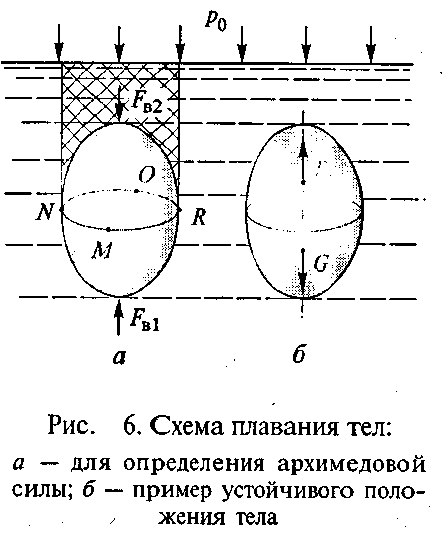 p₀
Fв2
O
N
R
M
G
Fв1
а
б
Рис. 6. Схема плавания тел:
а — для определения архимедовой
силы; б — пример устойчивого поло-
жения тела